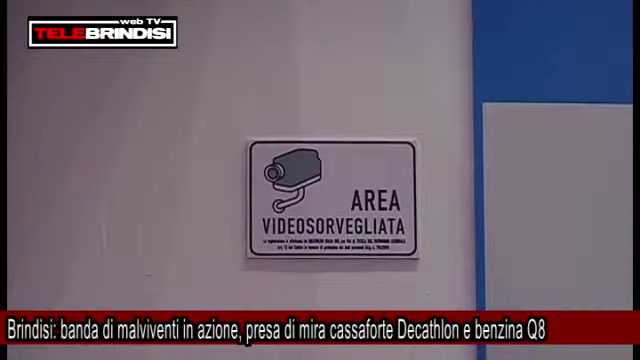 web TV
TELEBRINDISI
AREA
VIDEOSORVEGLIATA
Brindisi: banda di malviventi in azione, presa di mira cassaforte Decathlon e benzina Q8